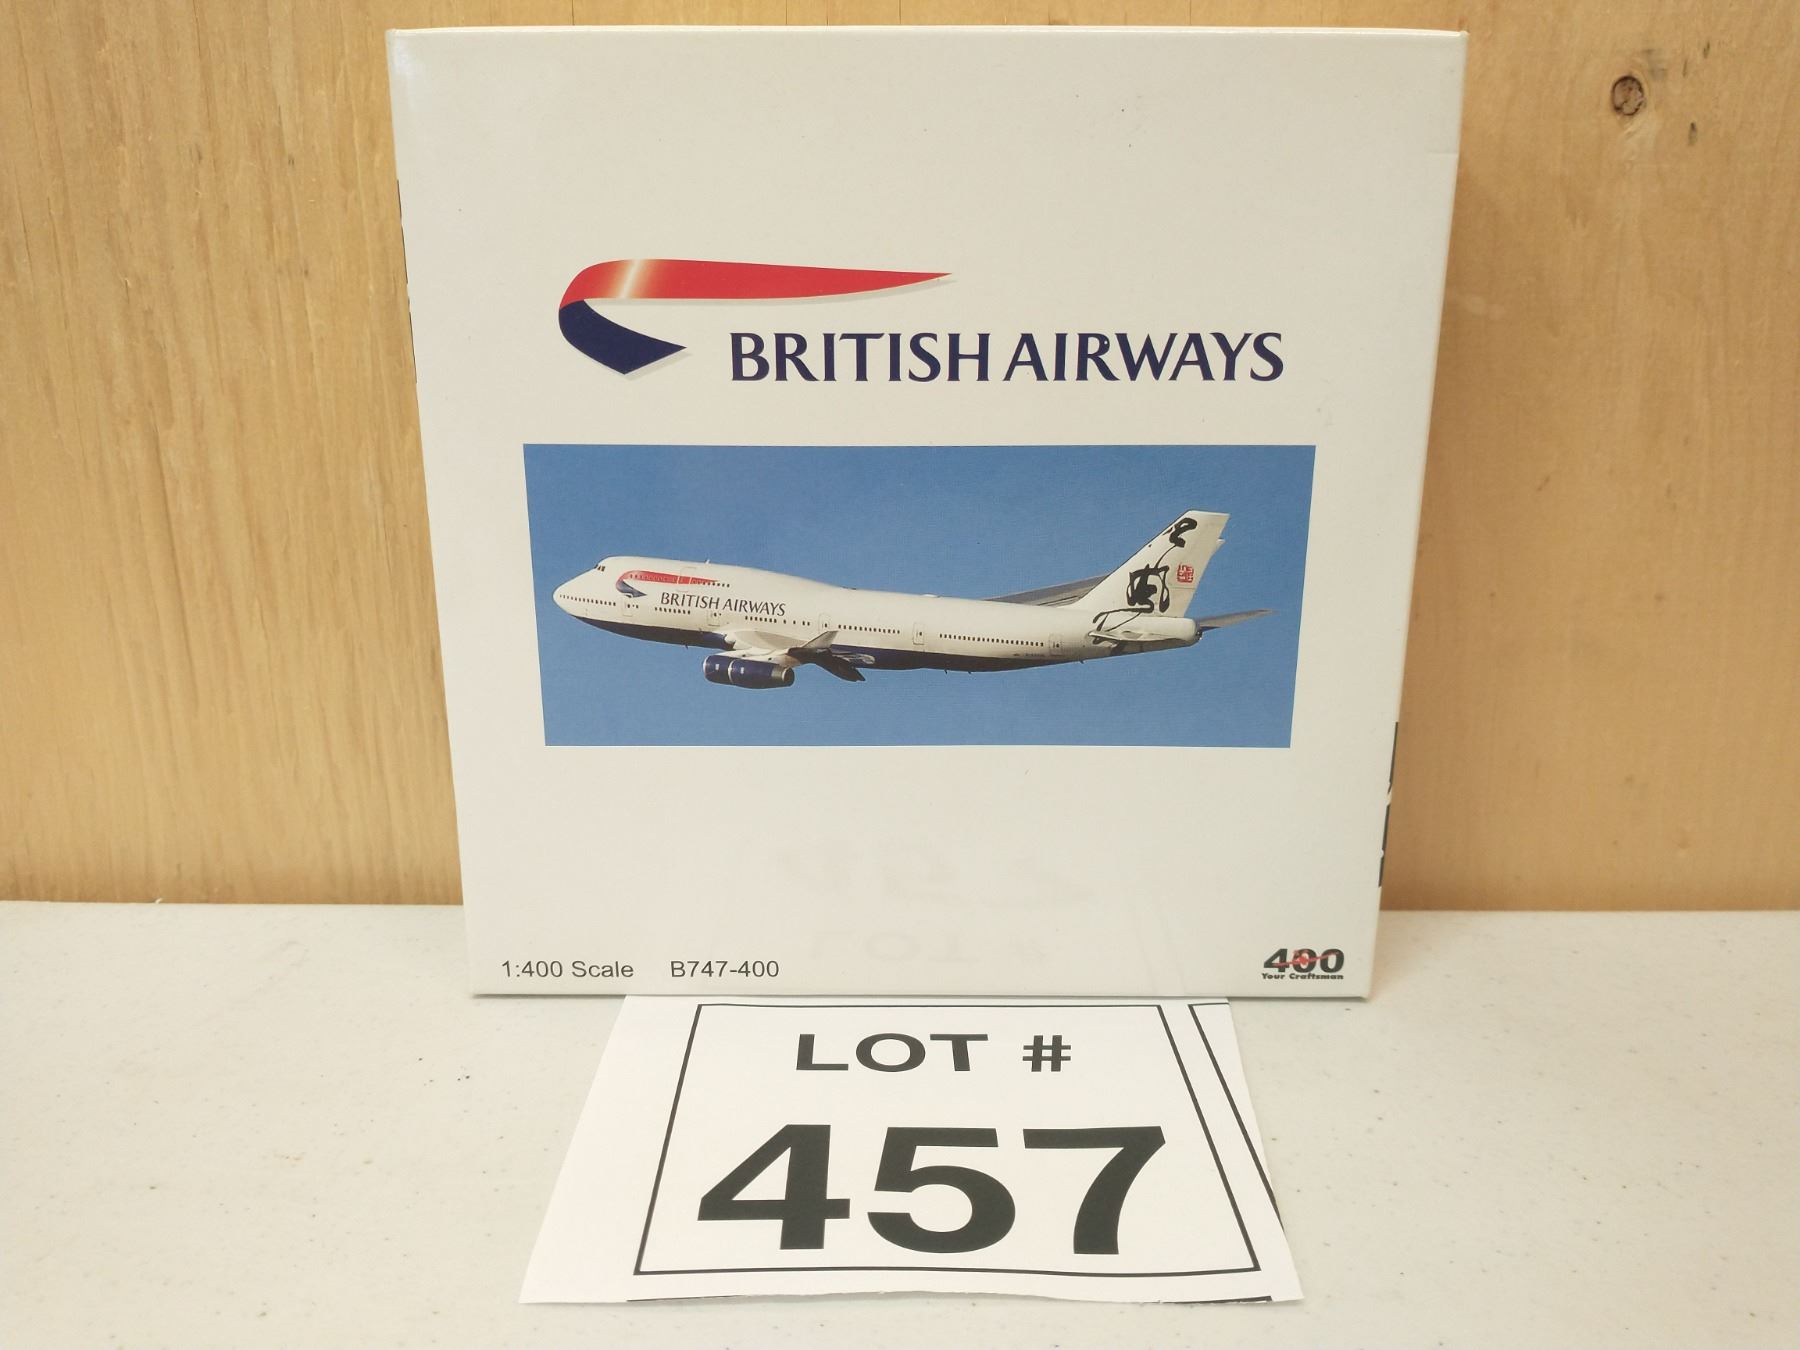 BRITISH AIRWAYS
BRITISH AIRWAYS
1:400 Scale B747-400
400
Your Craftsman
LOT #
457